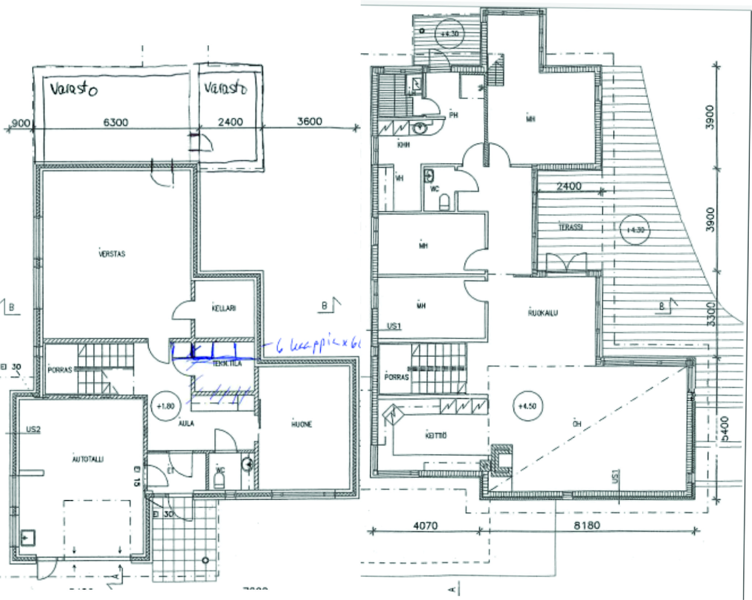 Varasto
Varasto
900
6300
2400
3600
VERSTAS
KELLARI
B
B
TEKN.TILA
6 kaappia x 60
PORRAS
EI 30
+1.80
AULA
HUONE
US2
AUTOTALLI
EI 15
ET
WC
EI 30
A
+4.30
PH
MH
KHH
VH
WC
3900
2400
TERASSI
+4.30
3900
MH
MH
RUOKAILU
B
3300
US1
PORRAS
+4.50
KEITTIÖ
OH
US1
5400
4070
8180
A